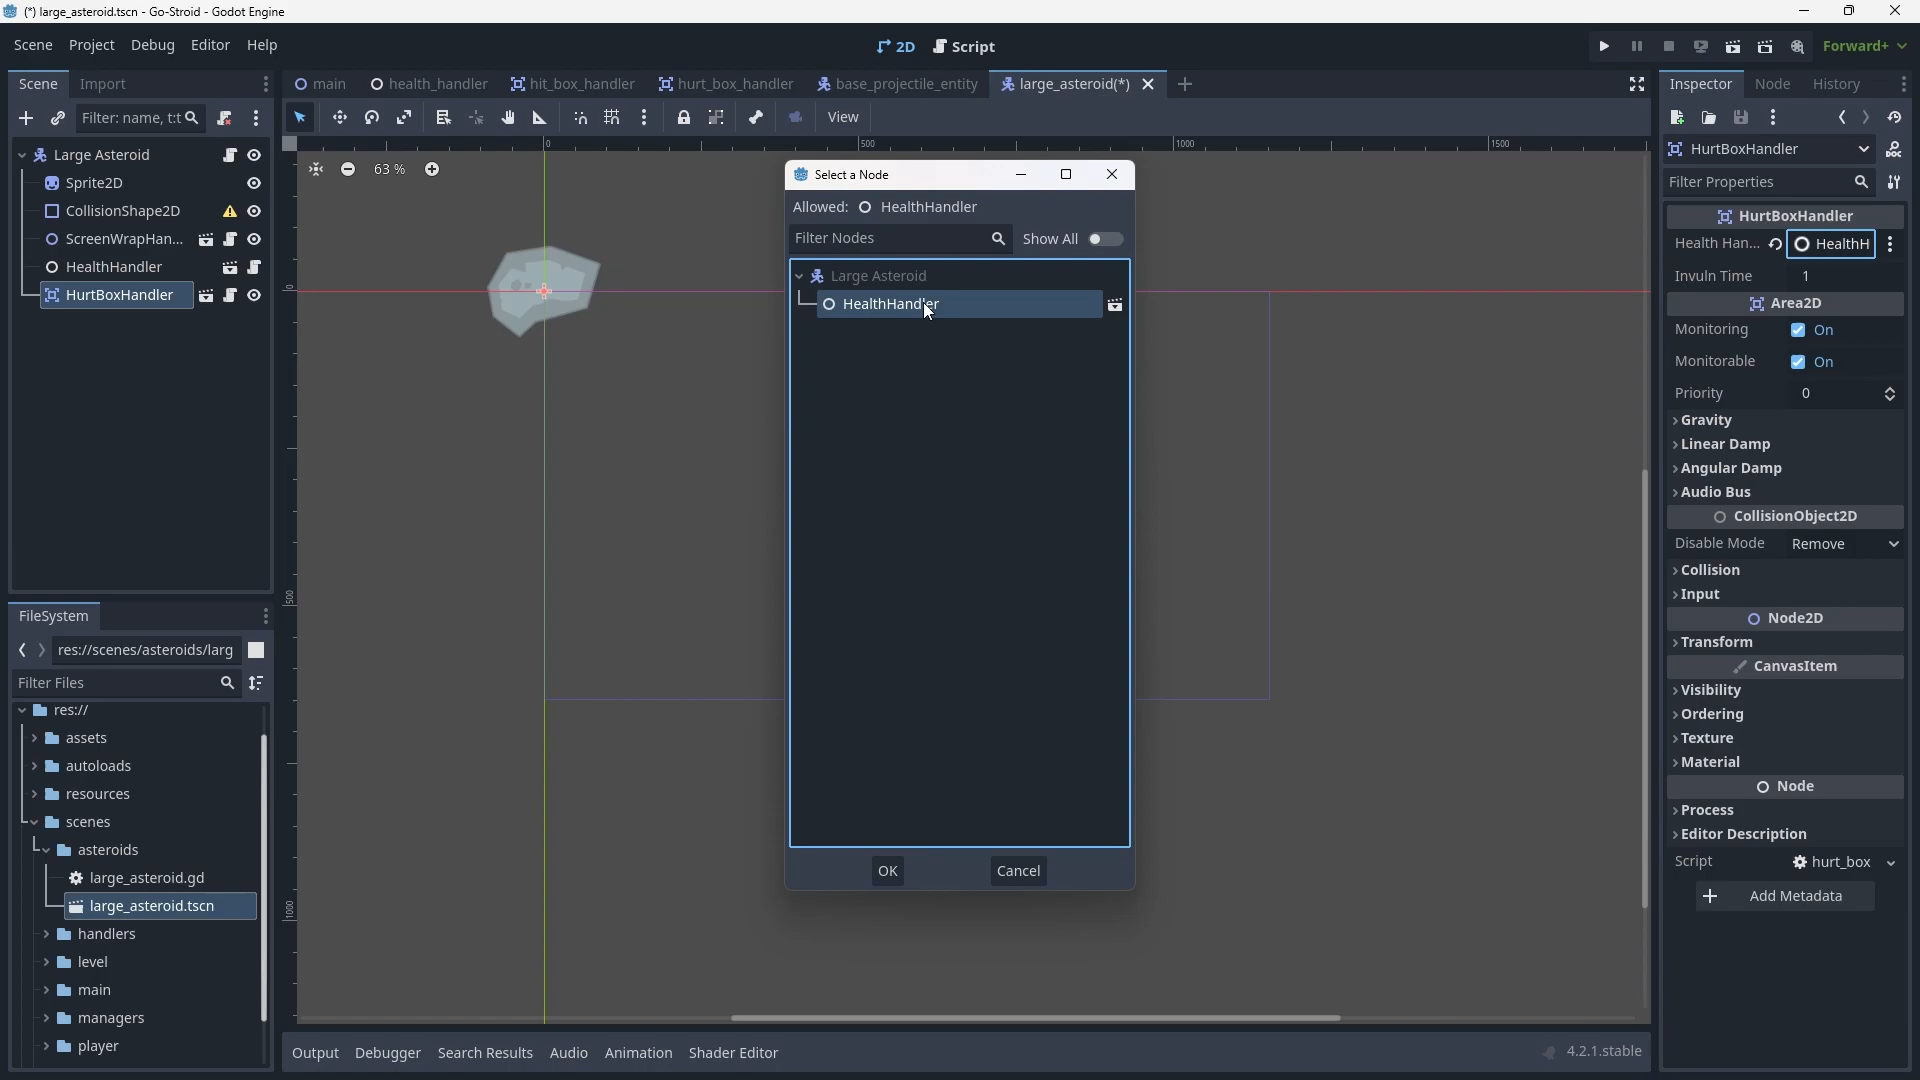 (*) large_asteroid.tscn - Go-Stroid - Godot Engine
Scene Project Debug Editor Help
2D Script
Forward+
Scene Import
main health_handler hit_box_handler hurt_box_handler base_projectile_entity large_asteroid(*)
Inspector Node History
Filter: name, t:t
View
Large Asteroid
Sprite2D
CollisionShape2D
ScreenWrapHan...
HealthHandler
HurtBoxHandler
0 500 1000 1500
63 %
0
500
1000
Select a Node
Allowed: HealthHandler
Filter Nodes
Show All
Large Asteroid
HealthHandler
OK Cancel
HurtBoxHandler
DOC
Filter Properties
HurtBoxHandler
Health Han... HealthH
Invuln Time 1
Area2D
Monitoring On
Monitorable On
Priority 0
Gravity
Linear Damp
Angular Damp
Audio Bus
CollisionObject2D
Disable Mode Remove
Collision
Input
Node2D
Transform
CanvasItem
Visibility
Ordering
Texture
Material
Node
Process
Editor Description
Script hurt_box
Add Metadata
FileSystem
res://scenes/asteroids/larg
Filter Files
res://
assets
autoloads
resources
scenes
asteroids
large_asteroid.gd
large_asteroid.tscn
handlers
level
main
managers
player
Output Debugger Search Results Audio Animation Shader Editor
4.2.1.stable